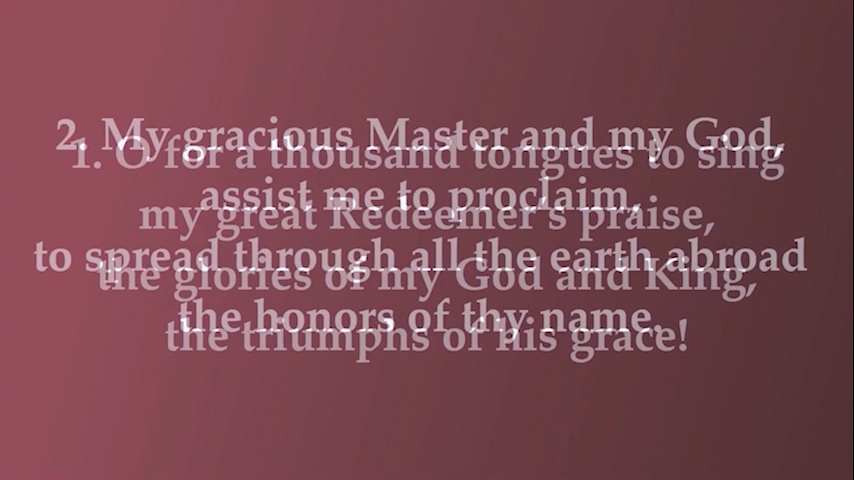 2. My gracious Master and my God,
1. O for a thousand tongues to sing
assist me to proclaim,
my great Redeemer's praise,
to spread through all the earth abroad
the glories of my God and King,
the honors of thy name.
the triumphs of his grace!